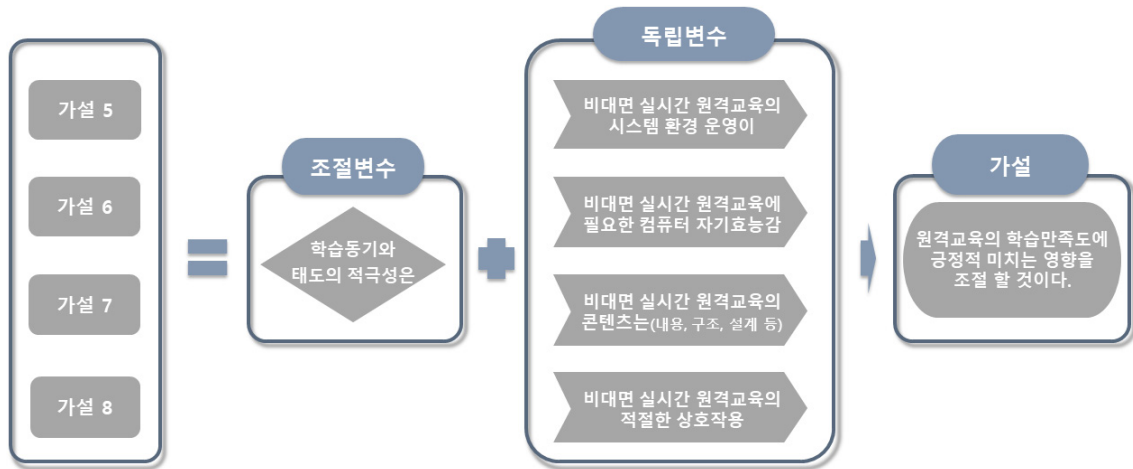 가설 5
가설 6
가설 7
가설 8
조절변수
학습동기와
태도의 적극성은
독립변수
비대면 실시간 원격교육의
시스템 환경 운영이
비대면 실시간 원격교육에
필요한 컴퓨터 자기효능감
비대면 실시간 원격교육의
콘텐츠는(내용, 구조, 설계 등)
비대면 실시간 원격교육의
적절한 상호작용
가설
원격교육의 학습만족도에
긍정적 미치는 영향을
조절 할 것이다.